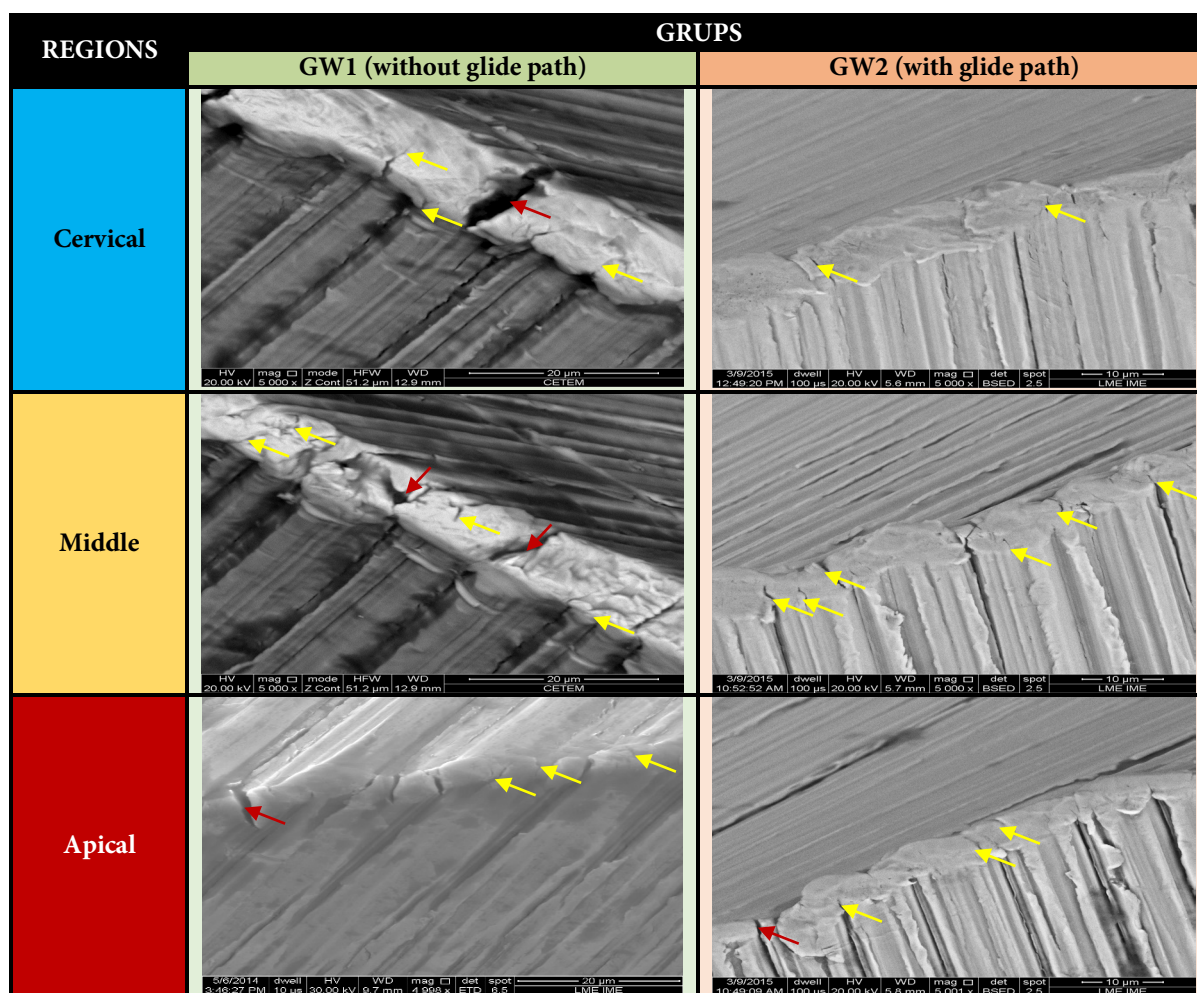 REGIONS
GRUPS
GW1 (without glide path)
GW2 (with glide path)
Cervical
HV mag mode HFW WD 20 µm
20.00 kV 5 000 x Z Cont 51.2 µm 12.9 mm CETEM
3/9/2015 dwell HV WD mag det spot 10 µm
12:49:20 PM 100 µs 20.00 kV 5.6 mm 5 000 x BSED 2.5 LME IME
Middle
HV mag mode HFW WD 20 µm
20.00 kV 5 000 x Z Cont 51.2 µm 12.9 mm CETEM
3/9/2015 dwell HV WD mag det spot 10 µm
10:52:52 AM 100 µs 20.00 kV 5.7 mm 5 000 x BSED 2.5 LME IME
Apical
5/6/2014 dwell HV WD mag det spot 20 µm
3:46:27 PM 10 µs 30.00 kV 9.7 mm 4 998 x ETD 6.5 LME IME
3/9/2015 dwell HV WD mag det spot 10 µm
10:49:09 AM 100 µs 20.00 kV 5.8 mm 5 001 x BSED 2.5 LME IME